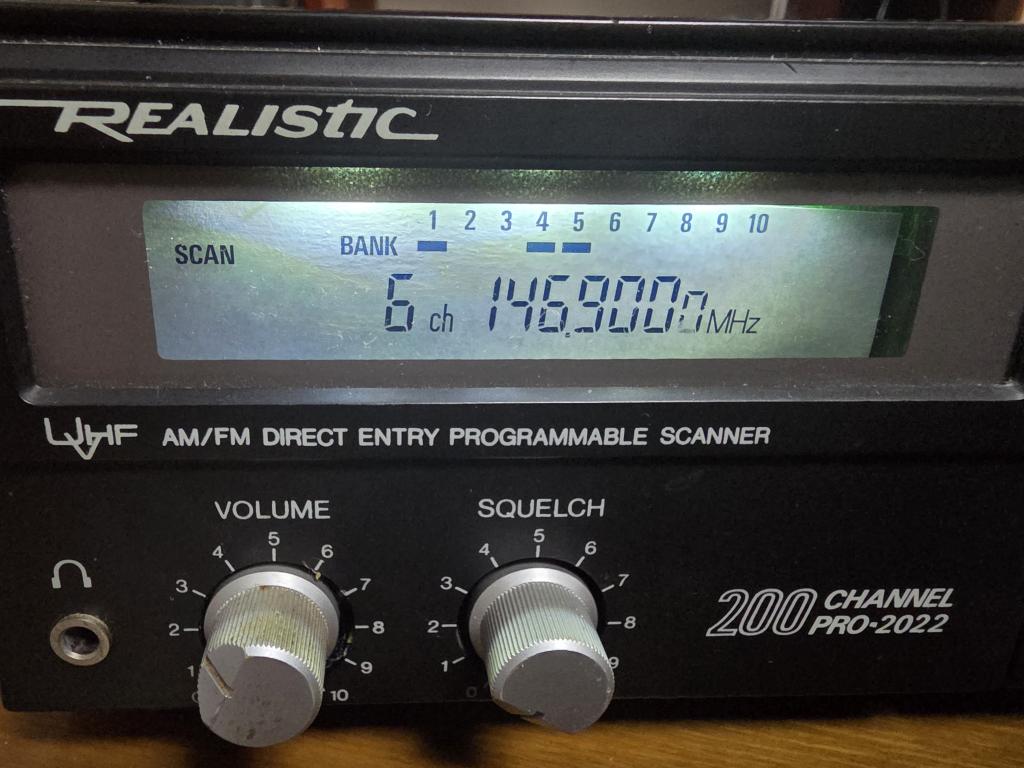 REALISTIC
1 2 3 4 5 6 7 8 9 10
SCAN BANK
6 ch 146.9000 MHz
UVHF AM/FM DIRECT ENTRY PROGRAMMABLE SCANNER
VOLUME
0 1 2 3 4 5 6 7 8 9 10
SQUELCH
0 1 2 3 4 5 6 7 8 9
200 CHANNEL
PRO-2022